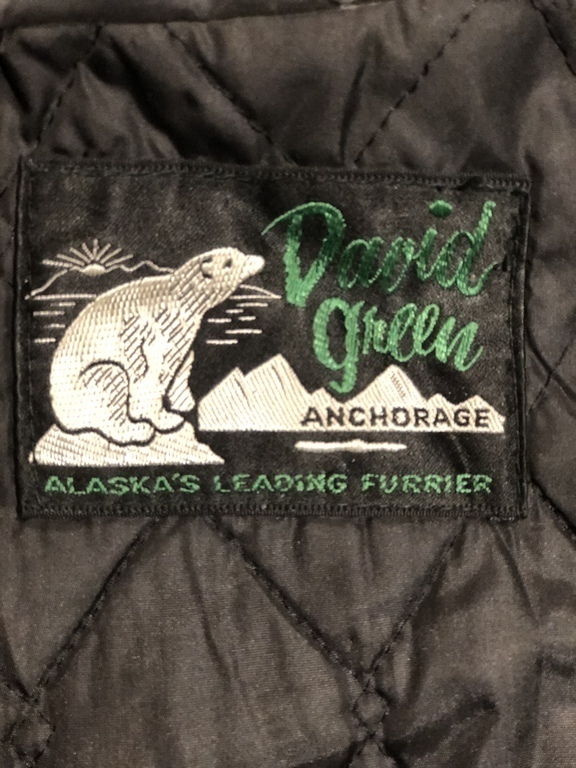 David
green
ANCHORAGE
ALASKA'S LEADING FURRIER